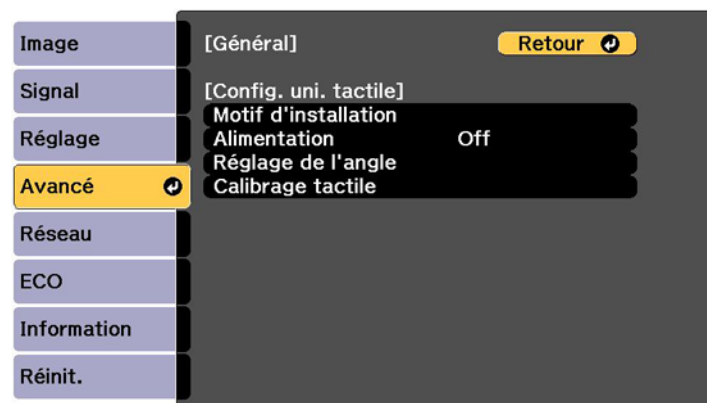 Image
Signal
Réglage
Avancé
Réseau
ECO
Information
Réinit.
[Général]
Retour
[Config. uni. tactile]
Motif d'installation
Alimentation Off
Réglage de l'angle
Calibrage tactile